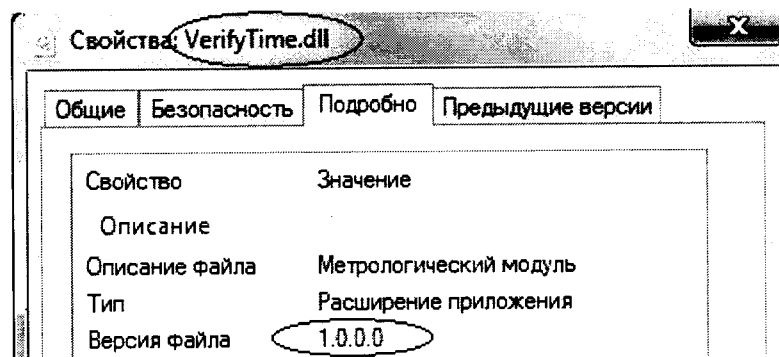 Свойства: VerifyTime.dll
Общие Безопасность Подробно Предыдущие версии
Свойство Значение
Описание
Описание файла Метрологический модуль
Тип Расширение приложения
Версия файла 1.0.0.0